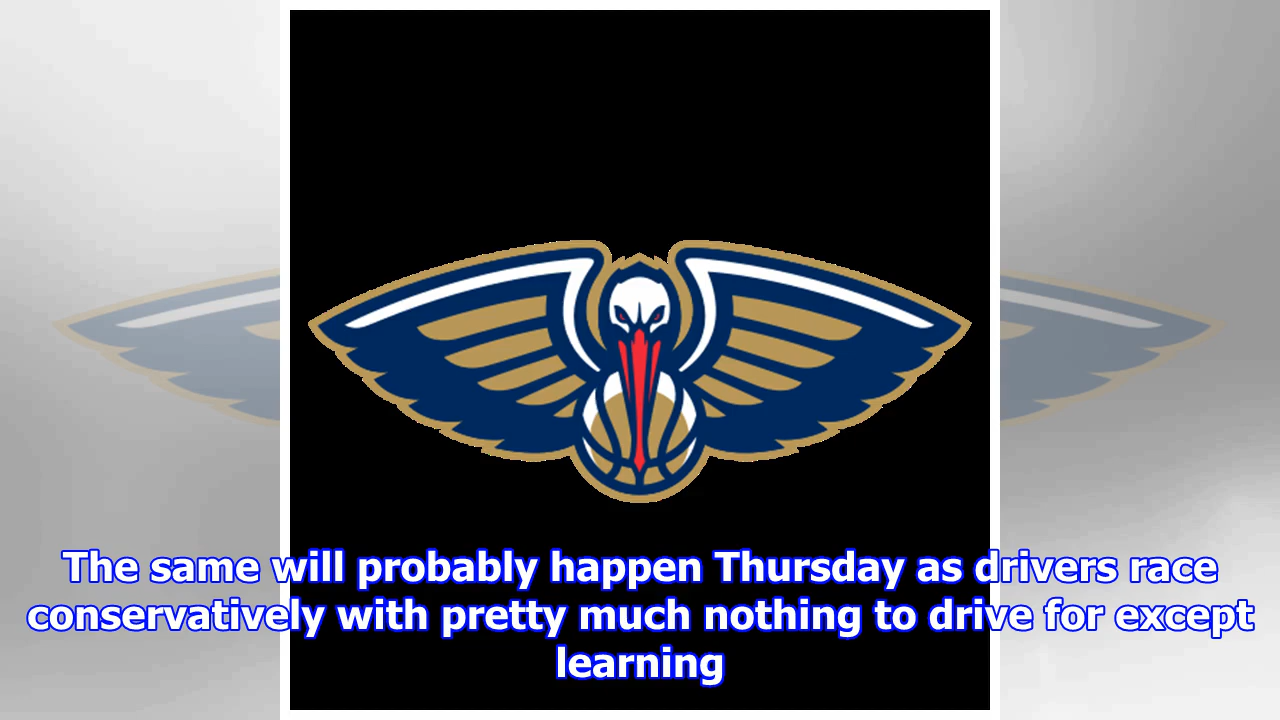 The same will probably happen Thursday as drivers race
conservatively with pretty much nothing to drive for except
learning